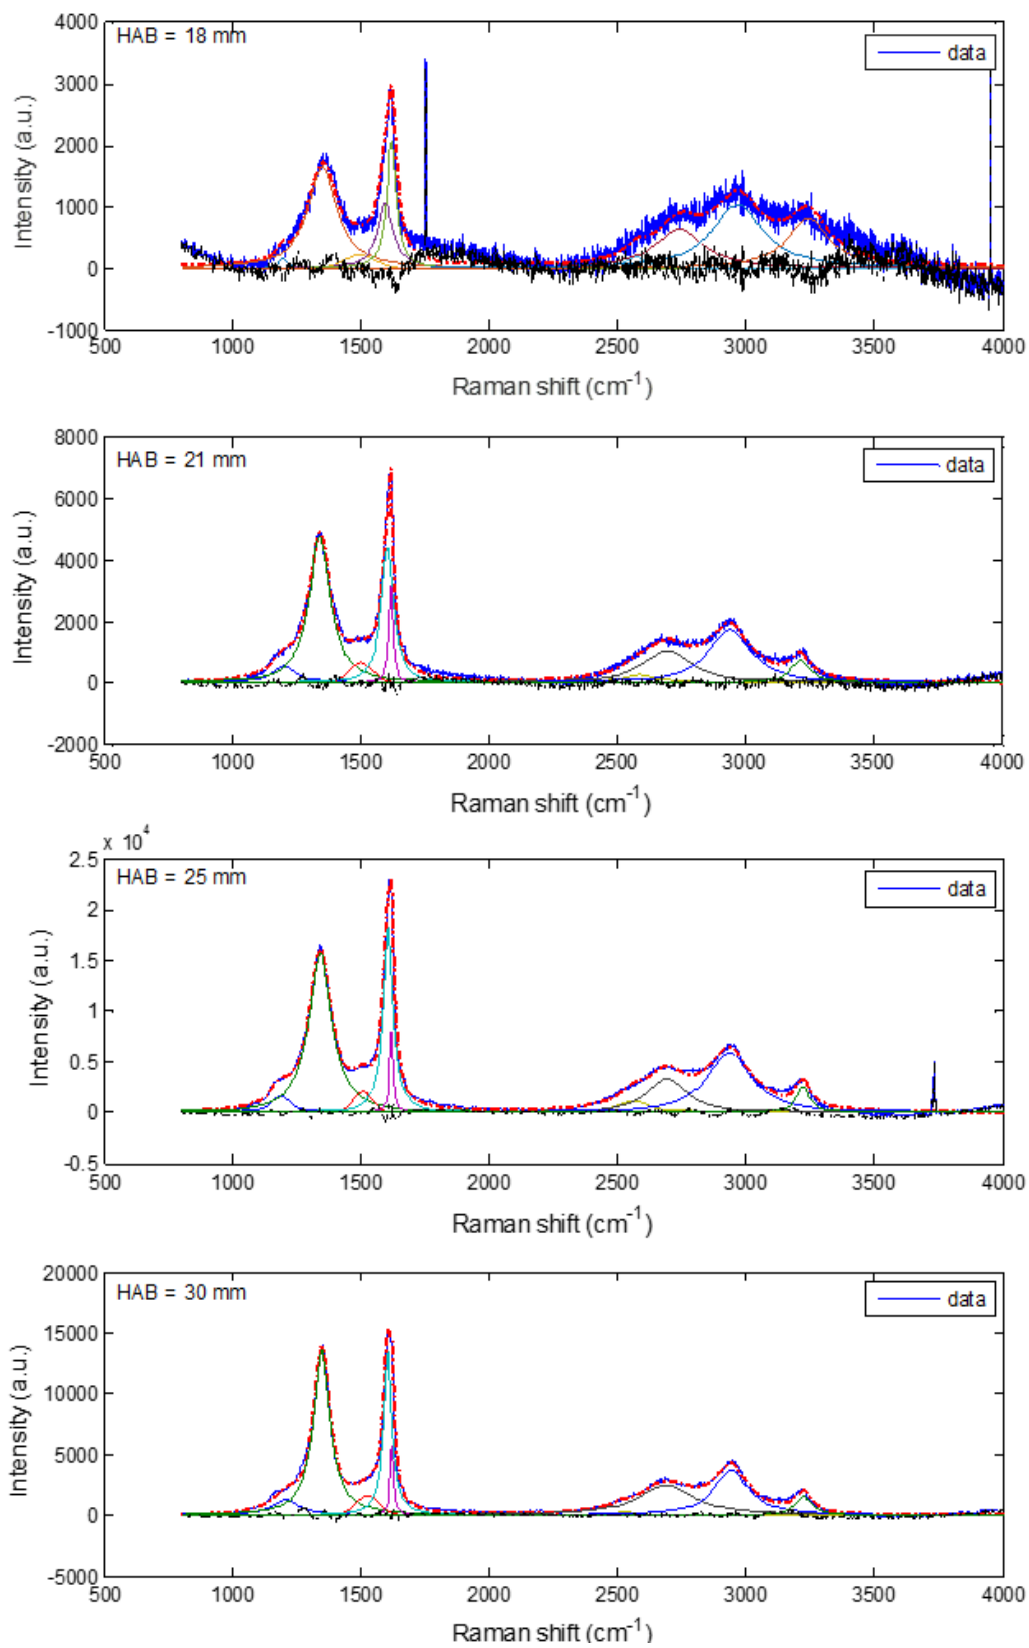 HAB = 18 mm
data
4000
3000
2000
1000
0
-1000
Intensity (a.u.)
500 1000 1500 2000 2500 3000 3500 4000
Raman shift (cm-1)
HAB = 21 mm
data
8000
6000
4000
2000
0
-2000
Intensity (a.u.)
500 1000 1500 2000 2500 3000 3500 4000
Raman shift (cm-1)
x 10^4
HAB = 25 mm
data
2.5
2
1.5
1
0.5
0
-0.5
Intensity (a.u.)
500 1000 1500 2000 2500 3000 3500 4000
Raman shift (cm-1)
HAB = 30 mm
data
20000
15000
10000
5000
0
-5000
Intensity (a.u.)
500 1000 1500 2000 2500 3000 3500 4000
Raman shift (cm-1)